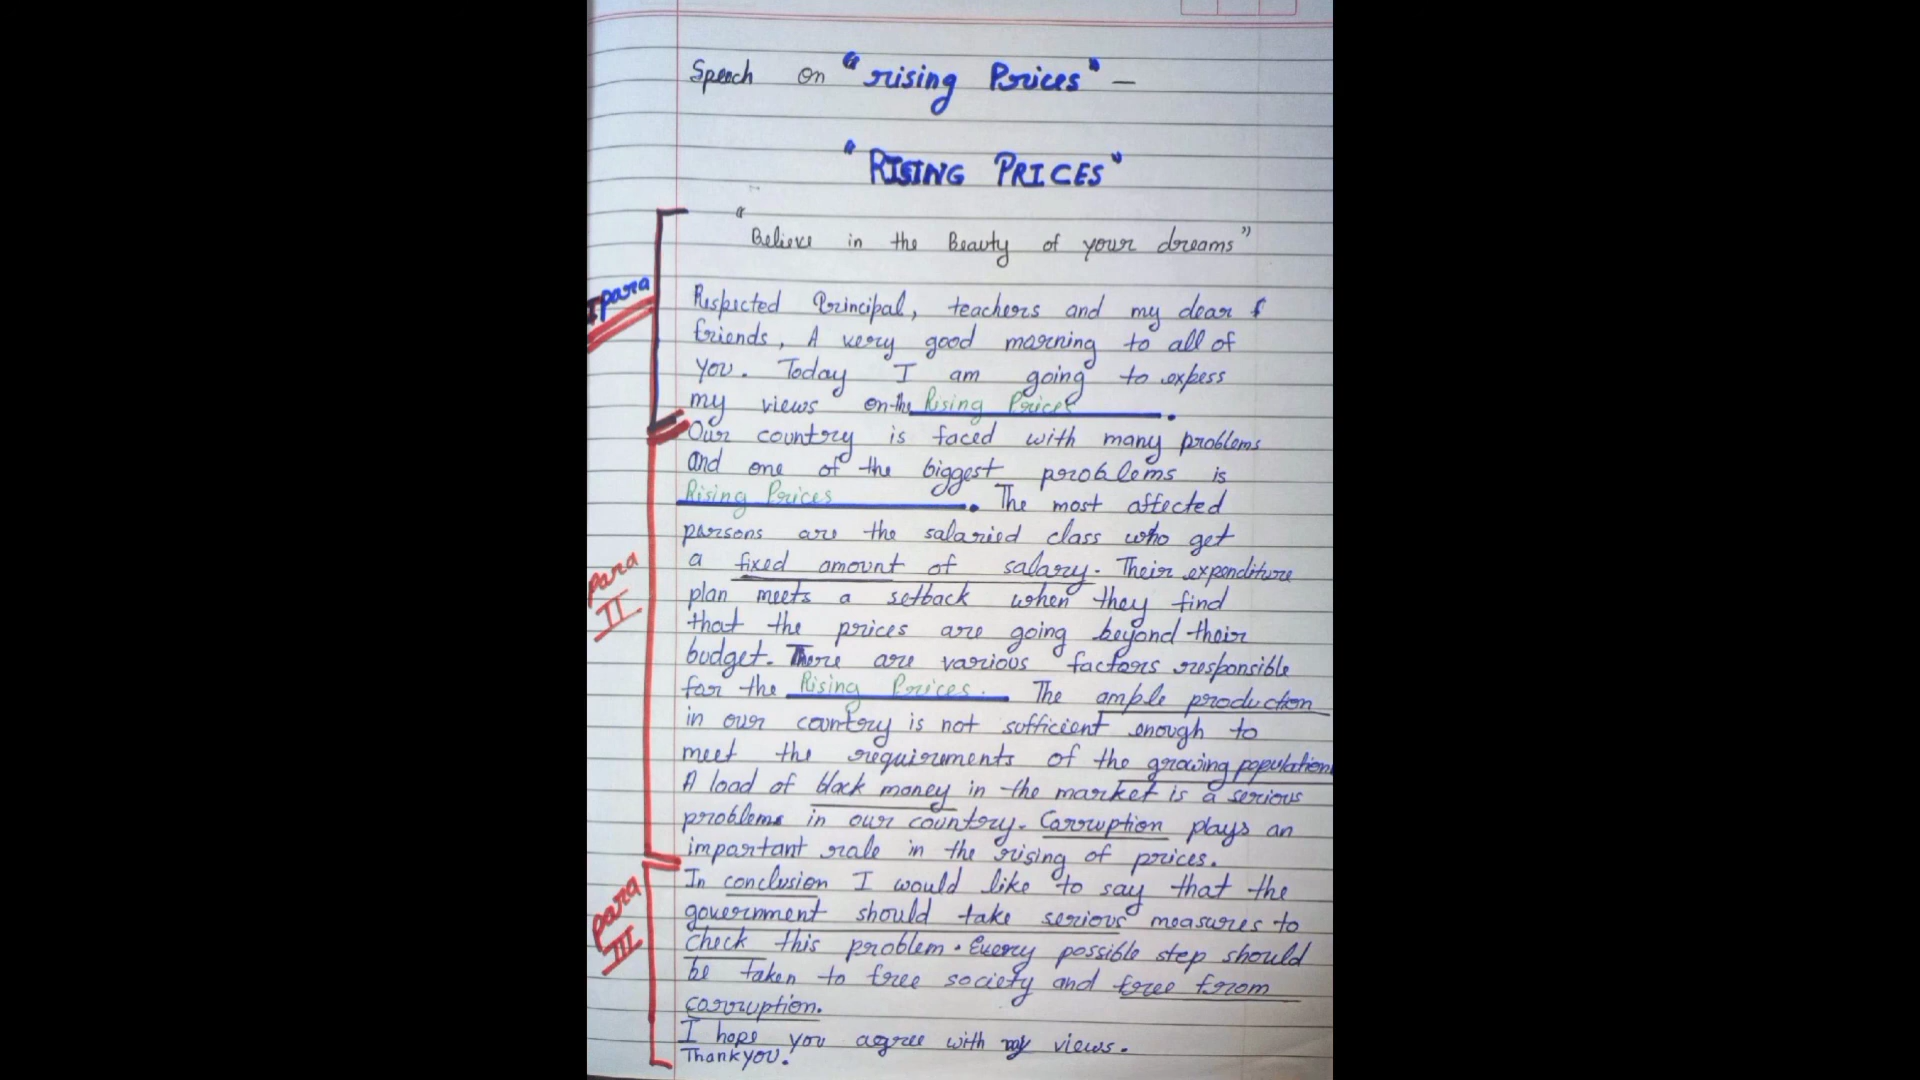 Speech on "rising Prices" —
"RISING PRICES"
"Believe in the Beauty of your dreams"
I para
Respected Principal, teachers and my dear f
friends, A very good morning to all of
you. Today I am going to expess
my views on the Rising Prices.
Our country is faced with many problems
and one of the biggest problems is
Rising Prices. The most affected
parsons are the salaried class who get
a fixed amount of salary. Their expenditure
para II
plan meets a setback when they find
that the prices are going beyond their
budget. There are various factors responsible
for the Rising Prices. The ample production
in our country is not sufficient enough to
meet the requirements of the growing population
A load of black money in the market is a serious
problems in our country. Corruption plays an
important role in the rising of prices.
para III
In conclusion I would like to say that the
government should take serious measures to
check this problem. Every possible step should
be taken to free society and free from
corruption.
I hope you agree with my views.
Thankyou.